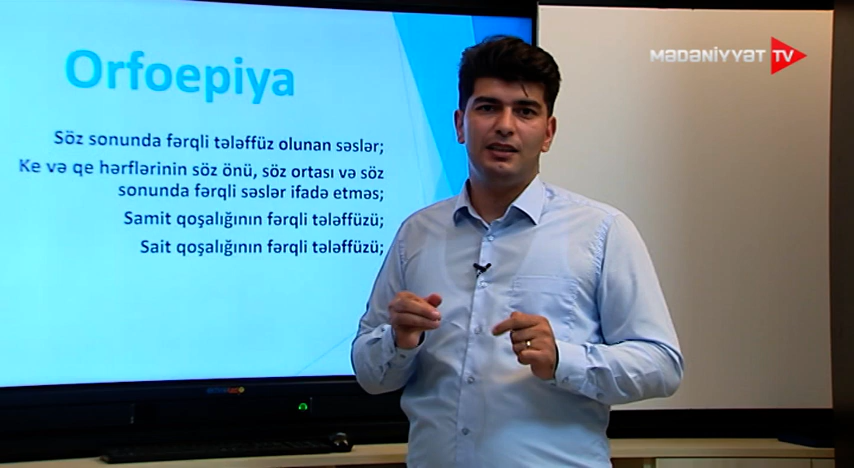 MƏDƏNİYYƏT TV
Orfoepiya
Söz sonunda fərqli tələffüz olunan səslər;
Ke və qe hərflərinin söz önü, söz ortası və söz
sonunda fərqli səslər ifadə etməs;
Samit qoşalığının fərqli tələffüzü;
Sait qoşalığının fərqli tələffüzü;